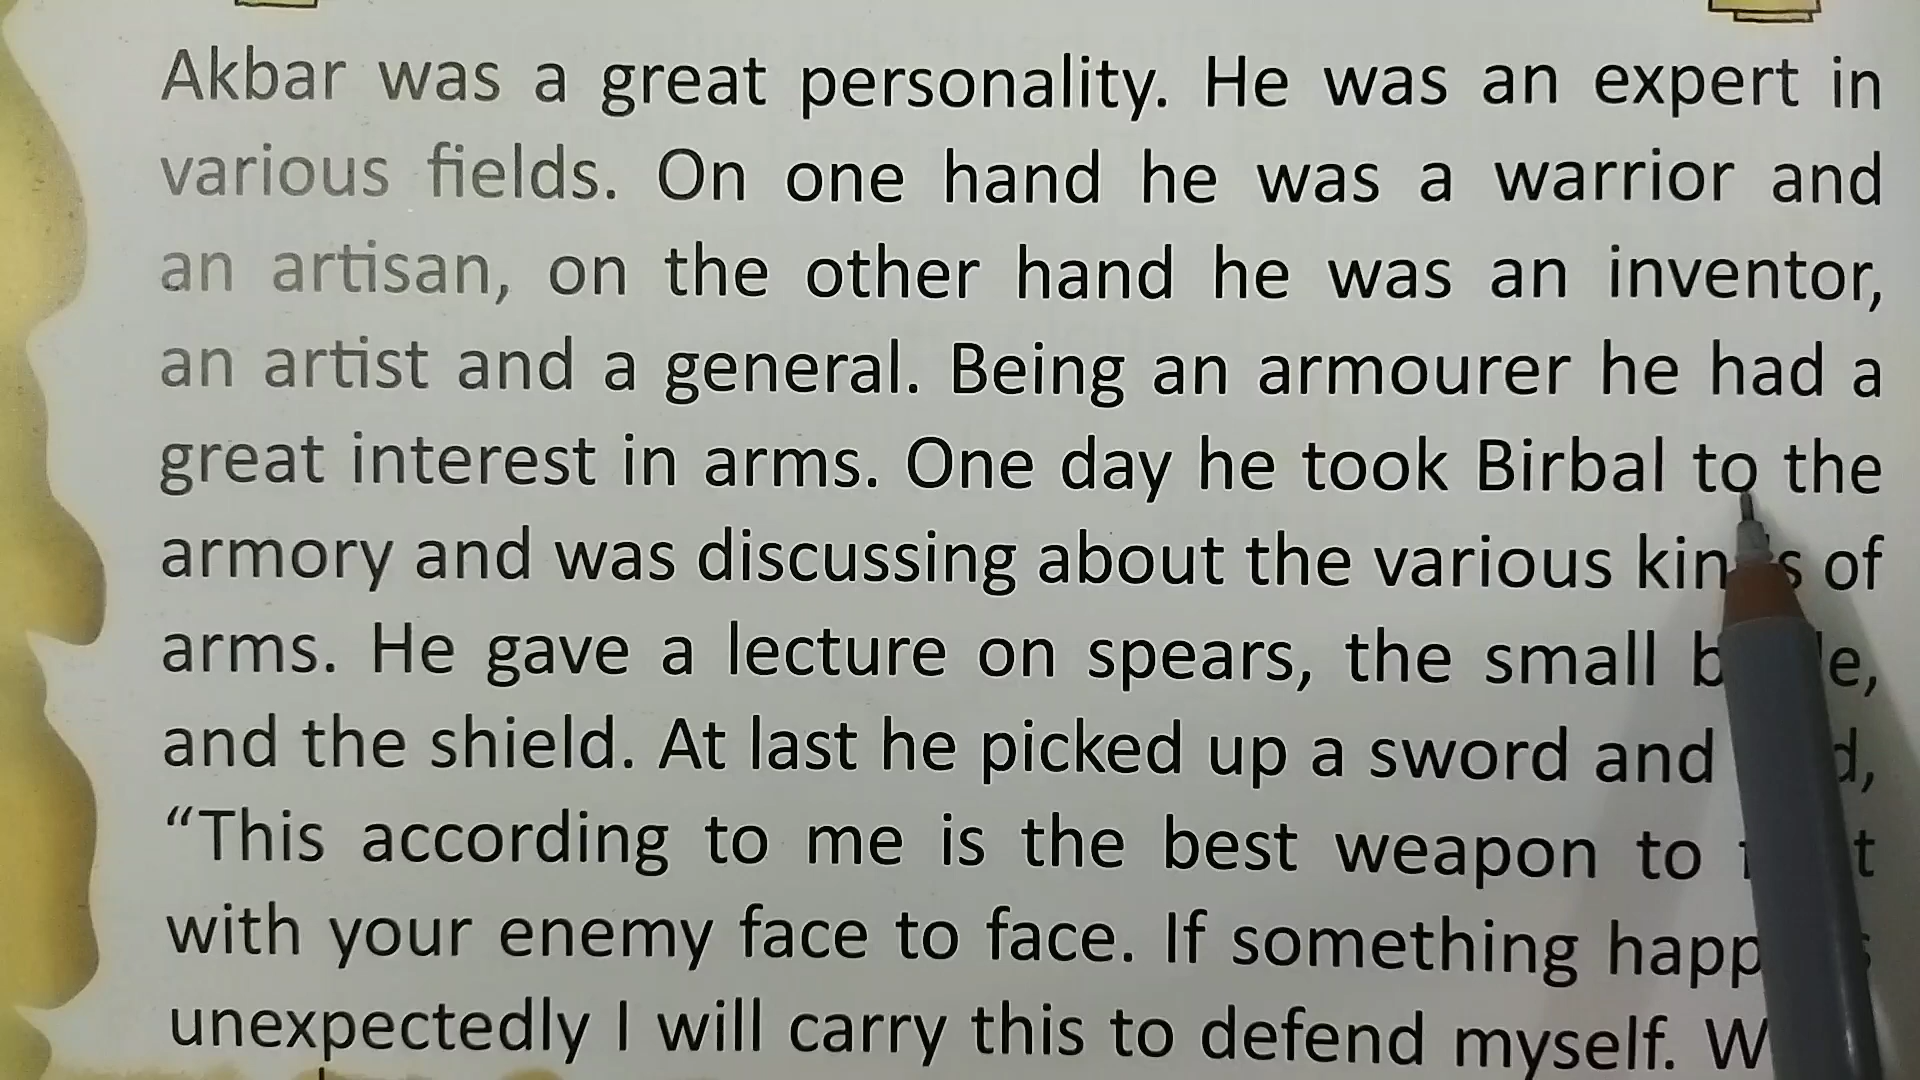 Akbar was a great personality. He was an expert in
various fields. On one hand he was a warrior and
an artisan, on the other hand he was an inventor,
an artist and a general. Being an armourer he had a
great interest in arms. One day he took Birbal to the
armory and was discussing about the various of
arms. He gave a lecture on spears, the small
and the shield. At last he picked up a sword and
“This according to me is the best weapon to
with your enemy face to face. If something
unexpectedly I will carry this to defend myself.